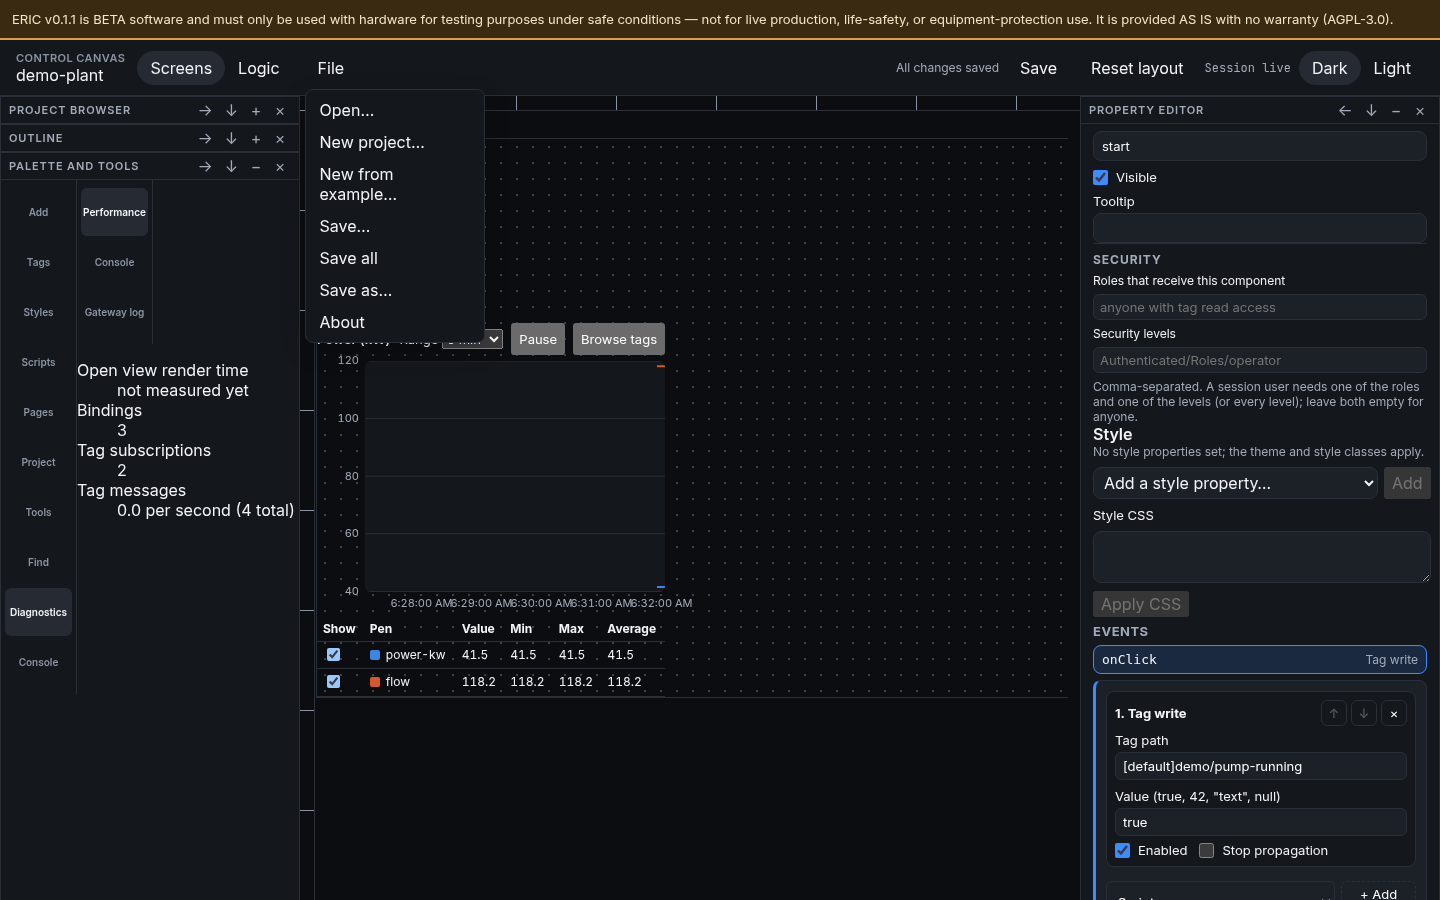 ERIC v0.1.1 is BETA software and must only be used with hardware for testing purposes under safe conditions — not for live production, life-safety, or equipment-protection use. It is provided AS IS with no warranty (AGPL-3.0).
CONTROL CANVAS
demo-plant
Screens
Logic
File
All changes saved
Save
Reset layout
Session live
Dark
Light
PROJECT BROWSER
OUTLINE
PALETTE AND TOOLS
Add
Tags
Styles
Scripts
Pages
Project
Tools
Find
Diagnostics
Console
Performance
Console
Gateway log
Open view render time
not measured yet
Bindings
3
Tag subscriptions
2
Tag messages
0.0 per second (4 total)
Open...
New project...
New from
example...
Save...
Save all
Save as...
About
Pause
Browse tags
120
100
80
60
40
6:28:00 AM 6:29:00 AM 6:30:00 AM 6:31:00 AM 6:32:00 AM
Show Pen Value Min Max Average
power-kw 41.5 41.5 41.5 41.5
flow 118.2 118.2 118.2 118.2
PROPERTY EDITOR
start
Visible
Tooltip
SECURITY
Roles that receive this component
anyone with tag read access
Security levels
Authenticated/Roles/operator
Comma-separated. A session user needs one of the roles
and one of the levels (or every level); leave both empty for
anyone.
Style
No style properties set; the theme and style classes apply.
Add a style property...
Add
Style CSS
Apply CSS
EVENTS
onClick
Tag write
1. Tag write
Tag path
[default]demo/pump-running
Value (true, 42, "text", null)
true
Enabled
Stop propagation
+ Add